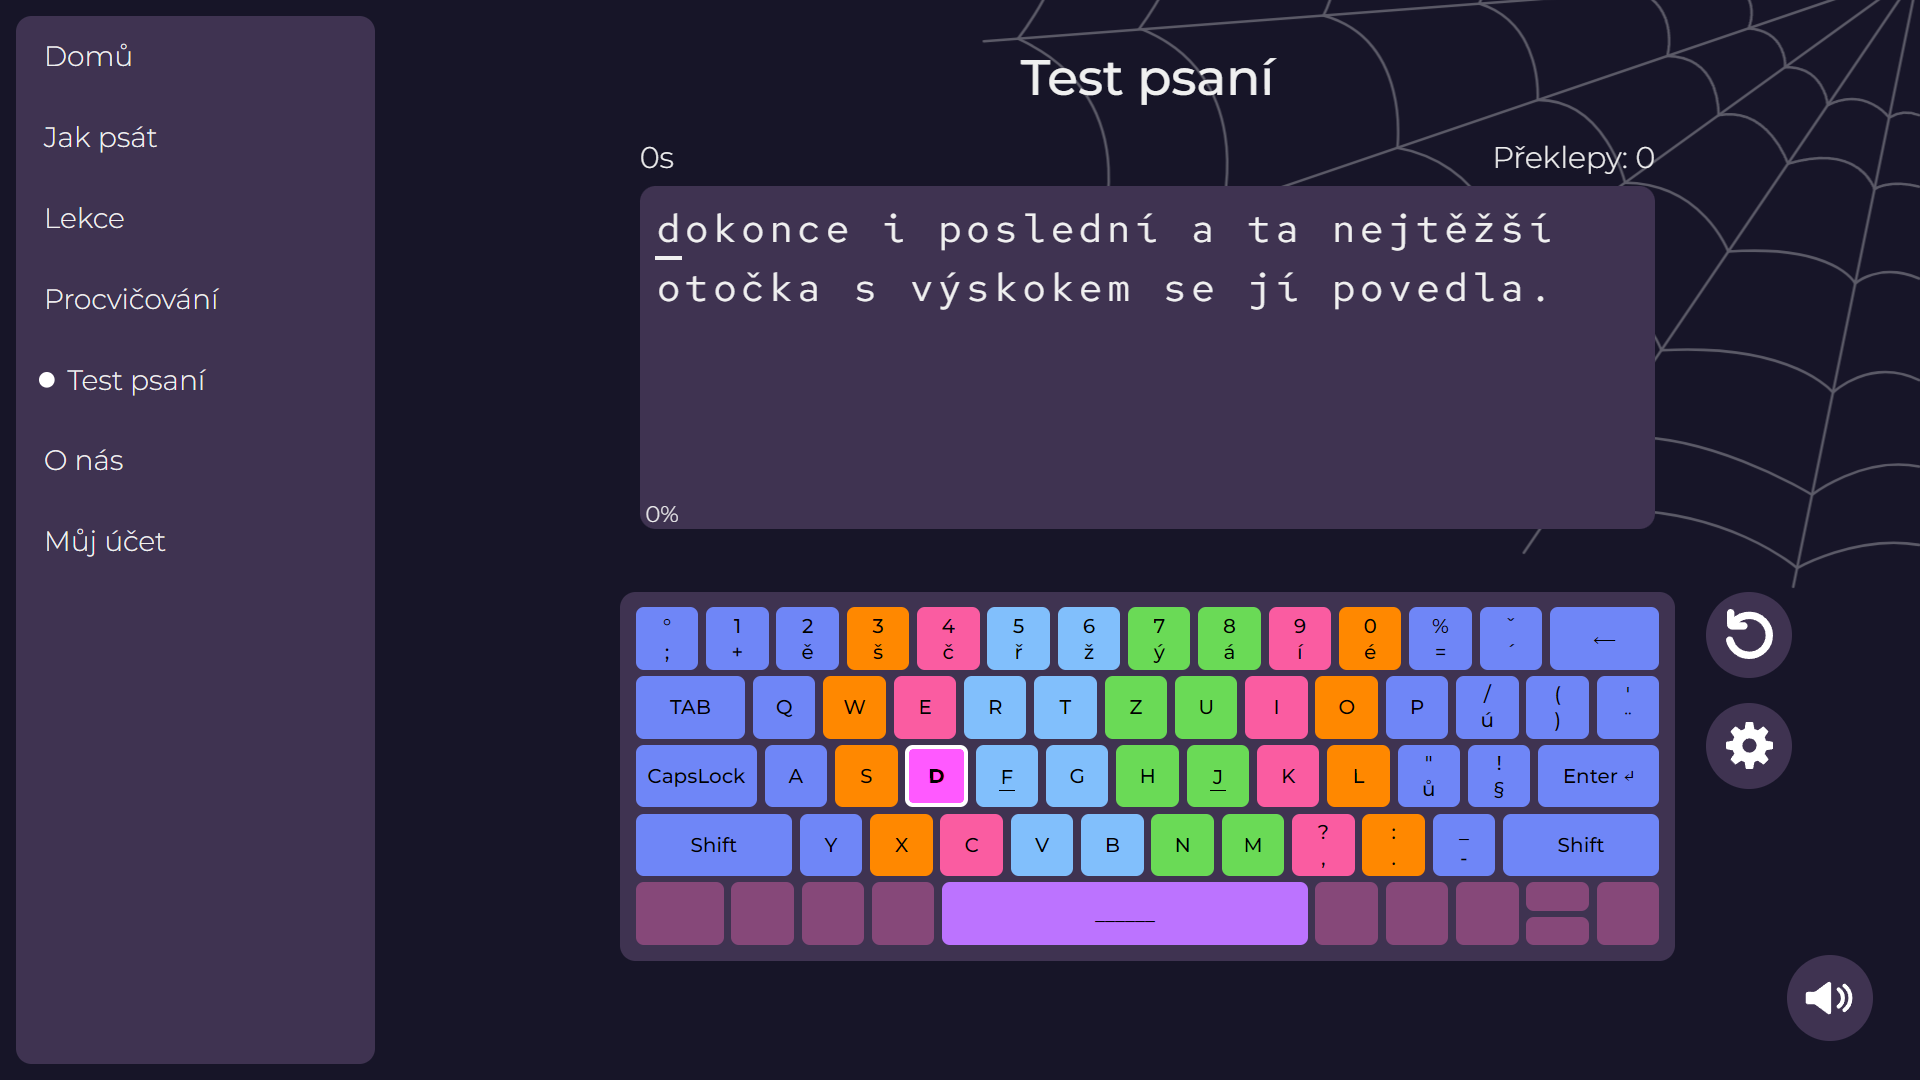 Domů
Jak psát
Lekce
Procvičování
Test psaní
O nás
Můj účet
Test psaní
0s
Překlepy: 0
dokonce i poslední a ta nejtěžší
otočka s výskokem se jí povedla.
0%
° 1 2 3 4 5 6 7 8 9 0 % ˇ ←
; + ě š č ř ž ý á í é = ´
TAB Q W E R T Z U I O P / ( '
ú ) ¨
CapsLock A S D F G H J K L " ! Enter ↵
ů §
Shift Y X C V B N M ? : _ Shift
, . -
______